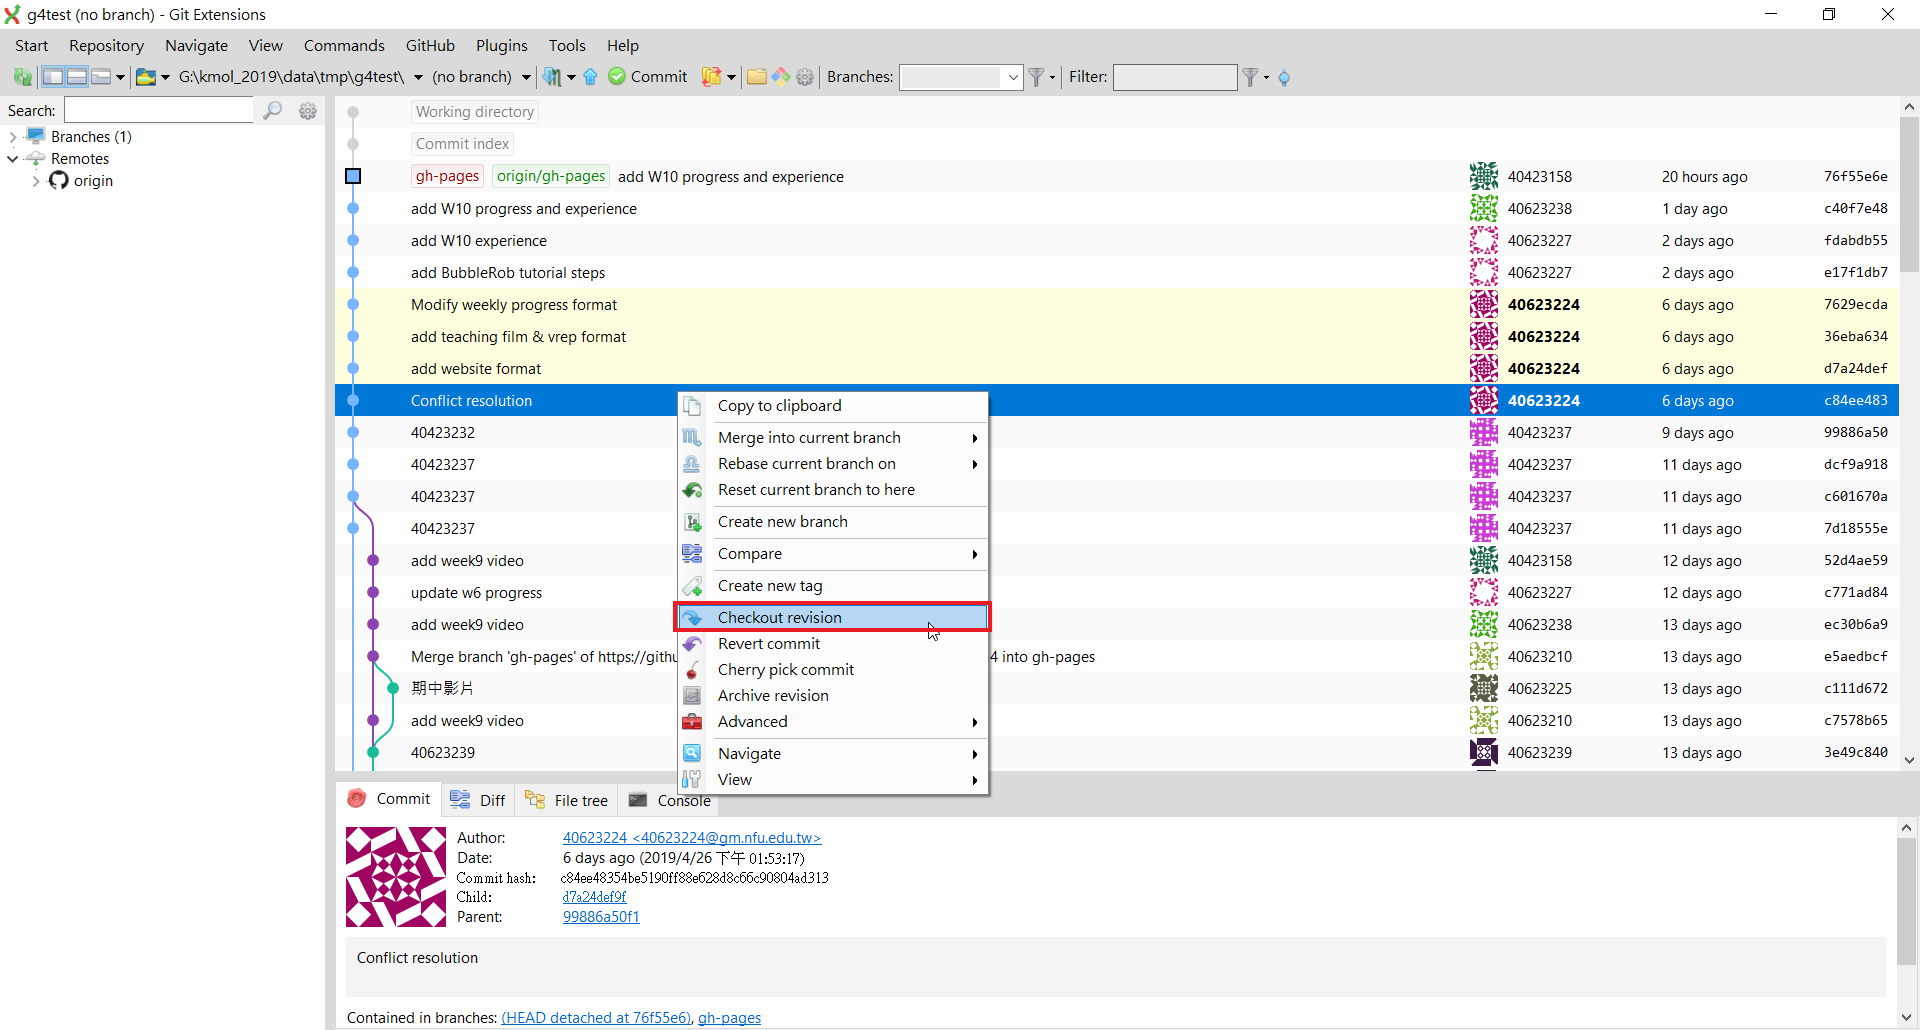 g4test (no branch) - Git Extensions
Start Repository Navigate View Commands GitHub Plugins Tools Help
G:\kmol_2019\data\tmp\g4test\ (no branch) Commit Branches: Filter:
Search:
Branches (1)
Remotes
origin
Working directory
Commit index
gh-pages origin/gh-pages add W10 progress and experience 40423158 20 hours ago 76f55e6e
add W10 progress and experience 40623238 1 day ago c40f7e48
add W10 experience 40623227 2 days ago fdabdb55
add BubbleRob tutorial steps 40623227 2 days ago e17f1db7
Modify weekly progress format 40623224 6 days ago 7629ecda
add teaching film & vrep format 40623224 6 days ago 36eba634
add website format 40623224 6 days ago d7a24def
Conflict resolution 40623224 6 days ago c84ee483
40423232 40423237 9 days ago 99886a50
40423237 40423237 11 days ago dcf9a918
40423237 40423237 11 days ago c601670a
40423237 40423237 11 days ago 7d18555e
add week9 video 40423158 12 days ago 52d4ae59
update w6 progress 40623227 12 days ago c771ad84
add week9 video 40623238 13 days ago ec30b6a9
Merge branch 'gh-pages' of https://githu 4 into gh-pages 40623210 13 days ago e5aedbcf
期中影片 40623225 13 days ago c111d672
add week9 video 40623210 13 days ago c7578b65
40623239 40623239 13 days ago 3e49c840
Copy to clipboard
Merge into current branch
Rebase current branch on
Reset current branch to here
Create new branch
Compare
Create new tag
Checkout revision
Revert commit
Cherry pick commit
Archive revision
Advanced
Navigate
View
Commit Diff File tree Console
Author: 40623224 <40623224@gm.nfu.edu.tw>
Date: 6 days ago (2019/4/26 下午 01:53:17)
Commit hash: c84ee48354be5190ff88e628d8c66c90804ad313
Child: d7a24def9f
Parent: 99886a50f1
Conflict resolution
Contained in branches: (HEAD detached at 76f55e6), gh-pages